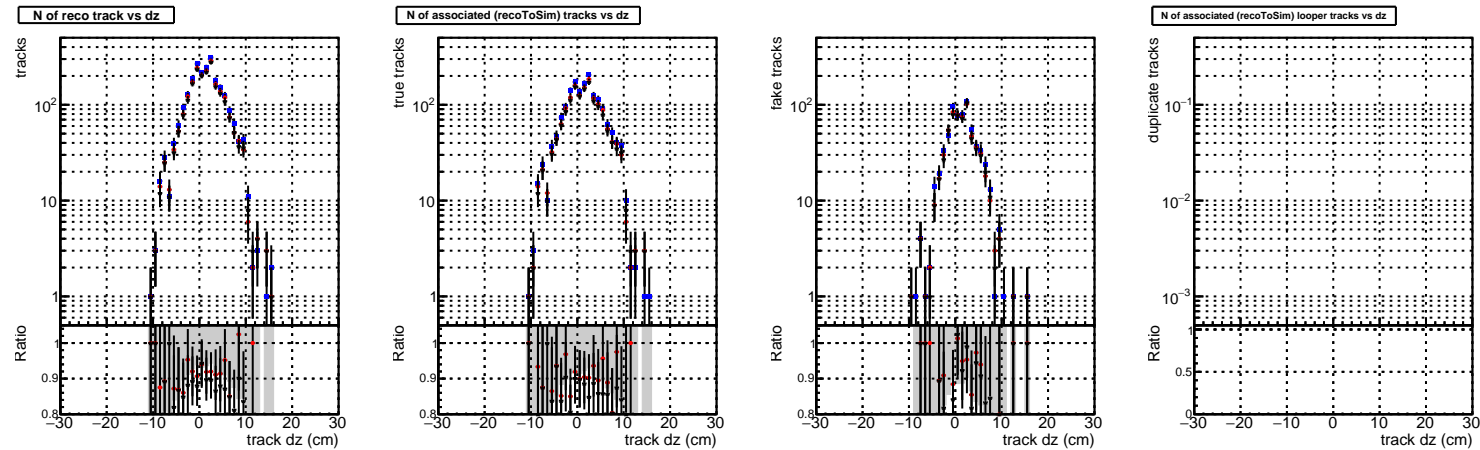 N of reco track vs dz
tracks
10²
10
1
Ratio
1
0.9
0.8
−30 −20 −10 0 10 20 30
track dz (cm)
N of associated (recoToSim) tracks vs dz
true tracks
10²
10
1
Ratio
1
0.9
0.8
−30 −20 −10 0 10 20 30
track dz (cm)
fake tracks
10²
10
1
Ratio
1
0.9
0.8
−30 −20 −10 0 10 20 30
track dz (cm)
N of associated (recoToSim) looper tracks vs dz
duplicate tracks
10⁻¹
10⁻²
10⁻³
Ratio
1
0.5
0
−30 −20 −10 0 10 20 30
track dz (cm)